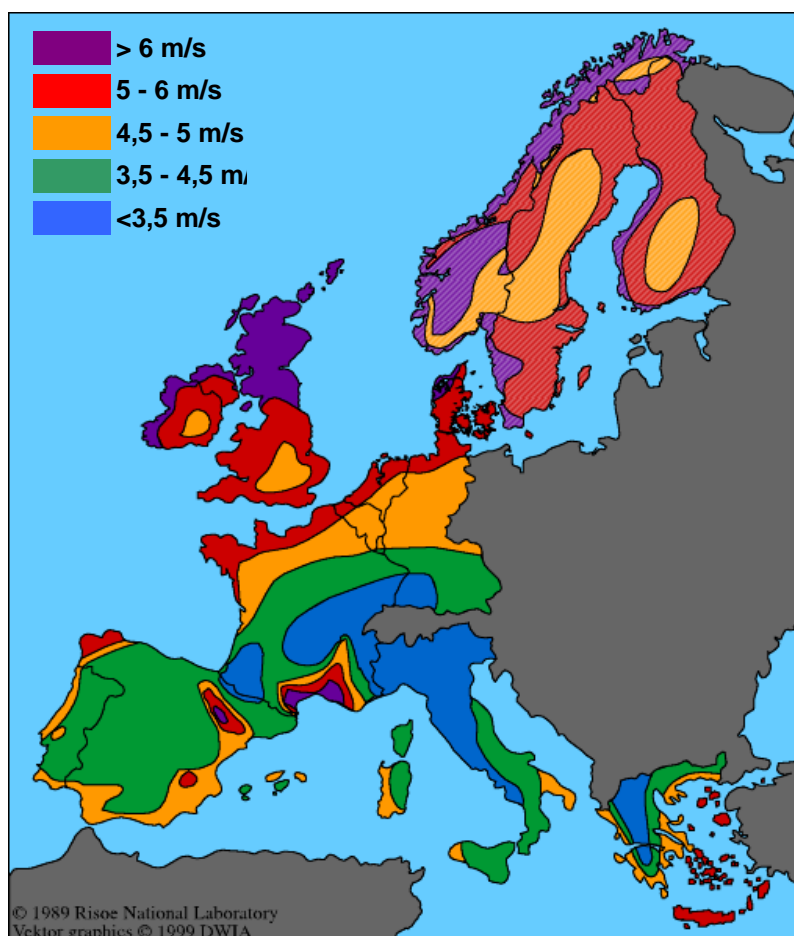 > 6 m/s
5 - 6 m/s
4,5 - 5 m/s
3,5 - 4,5 m/
<3,5 m/s
© 1989 Risoe National Laboratory
Vektor graphics © 1999 DWIA